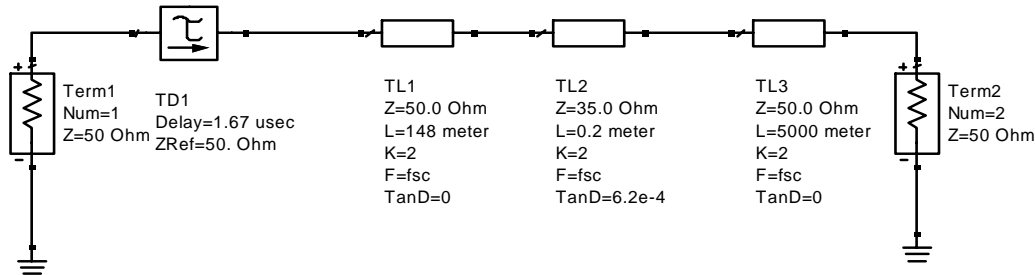 Term1
Num=1
Z=50 Ohm
TD1
Delay=1.67 usec
ZRef=50. Ohm
TL1
Z=50.0 Ohm
L=148 meter
K=2
F=fsc
TanD=0
TL2
Z=35.0 Ohm
L=0.2 meter
K=2
F=fsc
TanD=6.2e-4
TL3
Z=50.0 Ohm
L=5000 meter
K=2
F=fsc
TanD=0
Term2
Num=2
Z=50 Ohm